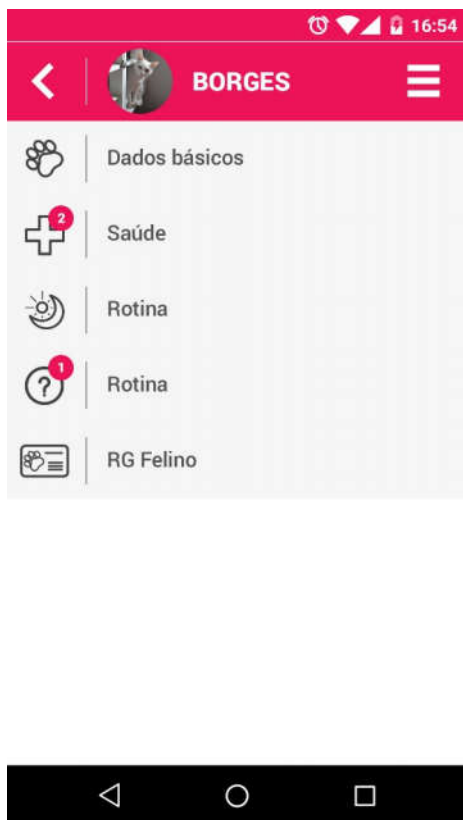 16:54
BORGES
Dados básicos
2
Saúde
Rotina
1
?
Rotina
RG Felino